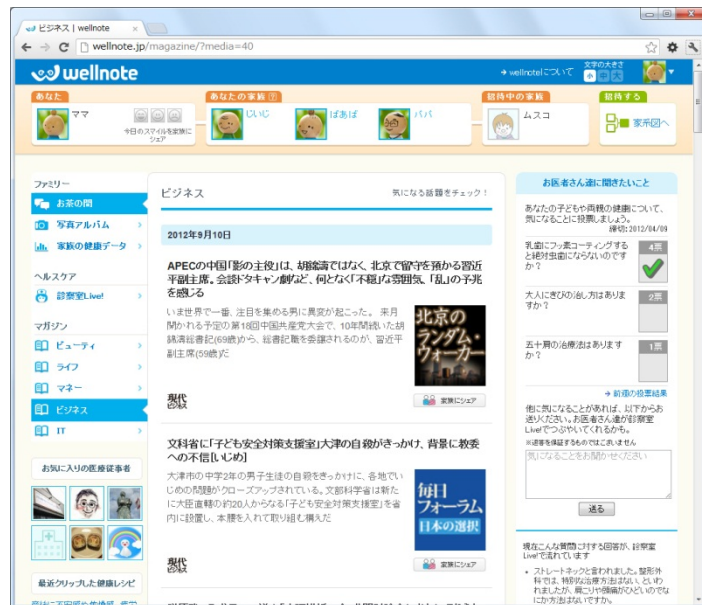 ビジネス | wellnote
wellnote.jp/magazine/?media=40
wellnote
wellnoteについて
文字の大きさ
小 中 大
あなた
ママ
今日のスマイルを家族に
シェア
あなたの家族
じいじ
ばあば
パパ
招待中の家族
ムスコ
招待する
家系図へ
ファミリー
お茶の間
写真アルバム
家族の健康データ
ヘルスケア
診察室Live!
マガジン
ビューティ
ライフ
マネー
ビジネス
IT
お気に入りの医療従事者
最近クリップした健康レシピ
ビジネス
気になる話題をチェック!
2012年9月10日
APECの中国「影の主役」は、胡錦濤ではなく、北京で留守を預かる習近
平副主席。会談ドタキャン劇など、何となく「不穏」な雰囲気、「乱」の予兆
を感じる
いま世界で一番、注目を集める男に異変が起こった。 来月
開かれる予定の第18回中国共産党大会で、10年間続いた胡
錦濤総書記(69歳)から、総書記職を委譲されるのが、習近平
副主席(59歳)だ
北京の
ランダム・
ウォーカー
現代
家族にシェア
文科省に「子ども安全対策支援室」大津の自殺がきっかけ、背景に教委
への不信[いじめ]
大津市の中学2年の男子生徒の自殺をきっかけに、各地でい
じめの問題がクローズアップされている。文部科学省は新た
に大臣直轄の約20人からなる「子ども安全対策支援室」を省
内に設置し、本腰を入れて取り組む構えだ
毎日
フォーラム
日本の選択
現代
家族にシェア
お医者さん達に聞きたいこと
あなたの子どもや両親の健康について、
気になることに投票しましょう。
締切:2012/04/09
乳歯にフッ素コーティングする
と絶対虫歯にならないのです
か?
4票
大人にきびの治し方はありま
すか?
2票
五十肩の治療法はあります
か?
1票
前週の投票結果
他に気になることがあれば、以下からお
送りください。お医者さん達が診察室
Live!でつぶやいてくれるかも。
※返答を保証するものではございません
気になることをお聞かせください
送る
現在こんな質問に対する回答が、診察室
Live!で流れています
ストレートネックと言われました。整形外
科では、特別な治療方法はない、といわ
れましたが、肩こりや頭痛がひどいので
にか方法はないですか。